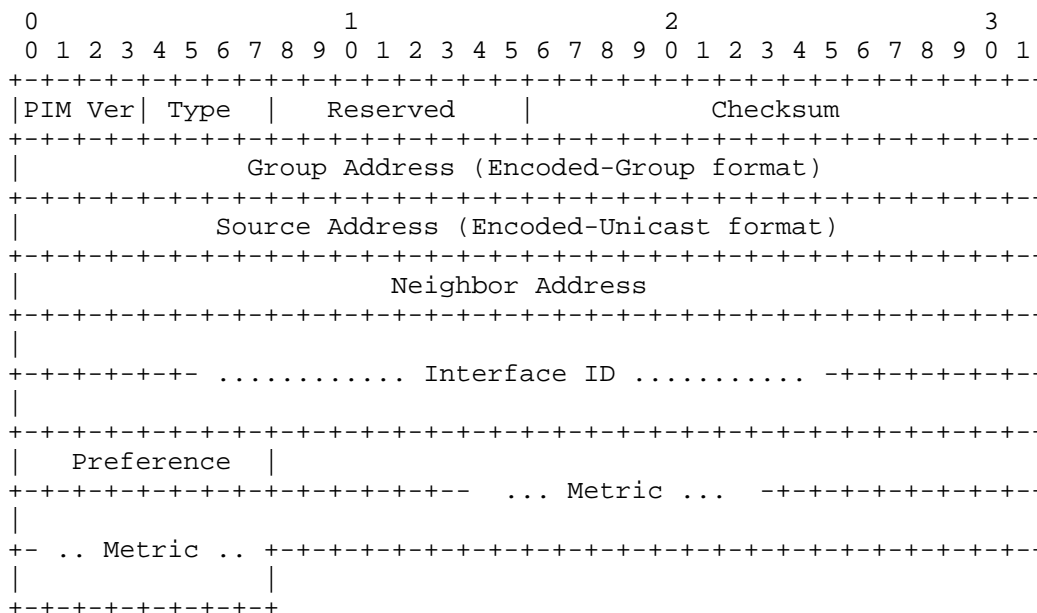 0                   1                   2                   3
 0 1 2 3 4 5 6 7 8 9 0 1 2 3 4 5 6 7 8 9 0 1 2 3 4 5 6 7 8 9 0 1
+-+-+-+-+-+-+-+-+-+-+-+-+-+-+-+-+-+-+-+-+-+-+-+-+-+-+-+-+-+-+-+--
|PIM Ver| Type  |   Reserved    |           Checksum
+-+-+-+-+-+-+-+-+-+-+-+-+-+-+-+-+-+-+-+-+-+-+-+-+-+-+-+-+-+-+-+--
|              Group Address (Encoded-Group format)
+-+-+-+-+-+-+-+-+-+-+-+-+-+-+-+-+-+-+-+-+-+-+-+-+-+-+-+-+-+-+-+--
|            Source Address (Encoded-Unicast format)
+-+-+-+-+-+-+-+-+-+-+-+-+-+-+-+-+-+-+-+-+-+-+-+-+-+-+-+-+-+-+-+--
|                       Neighbor Address
+-+-+-+-+-+-+-+-+-+-+-+-+-+-+-+-+-+-+-+-+-+-+-+-+-+-+-+-+-+-+-+--
|
+-+-+-+-+-+- ............ Interface ID ........... -+-+-+-+-+-+--
|
+-+-+-+-+-+-+-+-+-+-+-+-+-+-+-+-+-+-+-+-+-+-+-+-+-+-+-+-+-+-+-+--
|   Preference  |
+-+-+-+-+-+-+-+-+-+-+-+-+-+--  ... Metric ...  -+-+-+-+-+-+-+-+--
|
+- .. Metric .. +-+-+-+-+-+-+-+-+-+-+-+-+-+-+-+-+-+-+-+-+-+-+-+--
|               |
+-+-+-+-+-+-+-+-+